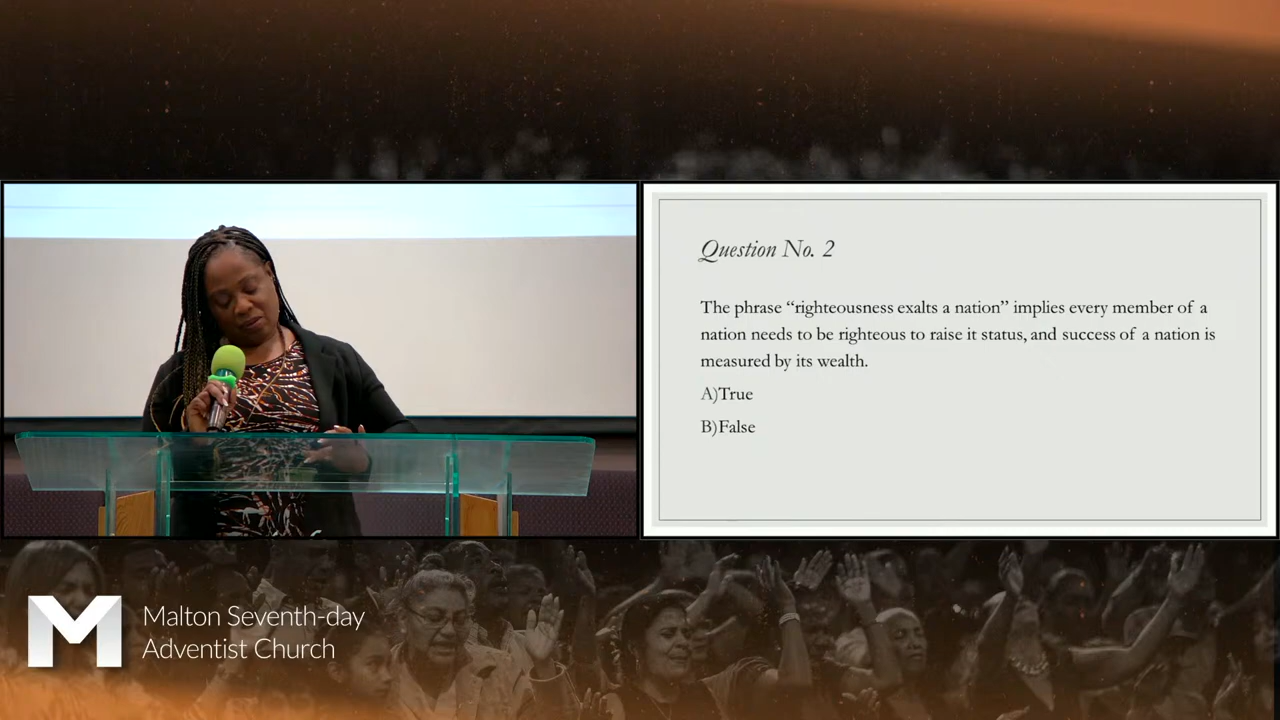 Question No. 2
The phrase “righteousness exalts a nation” implies every member of a
nation needs to be righteous to raise it status, and success of a nation is
measured by its wealth.
A)True
B)False
M
Malton Seventh-day
Adventist Church